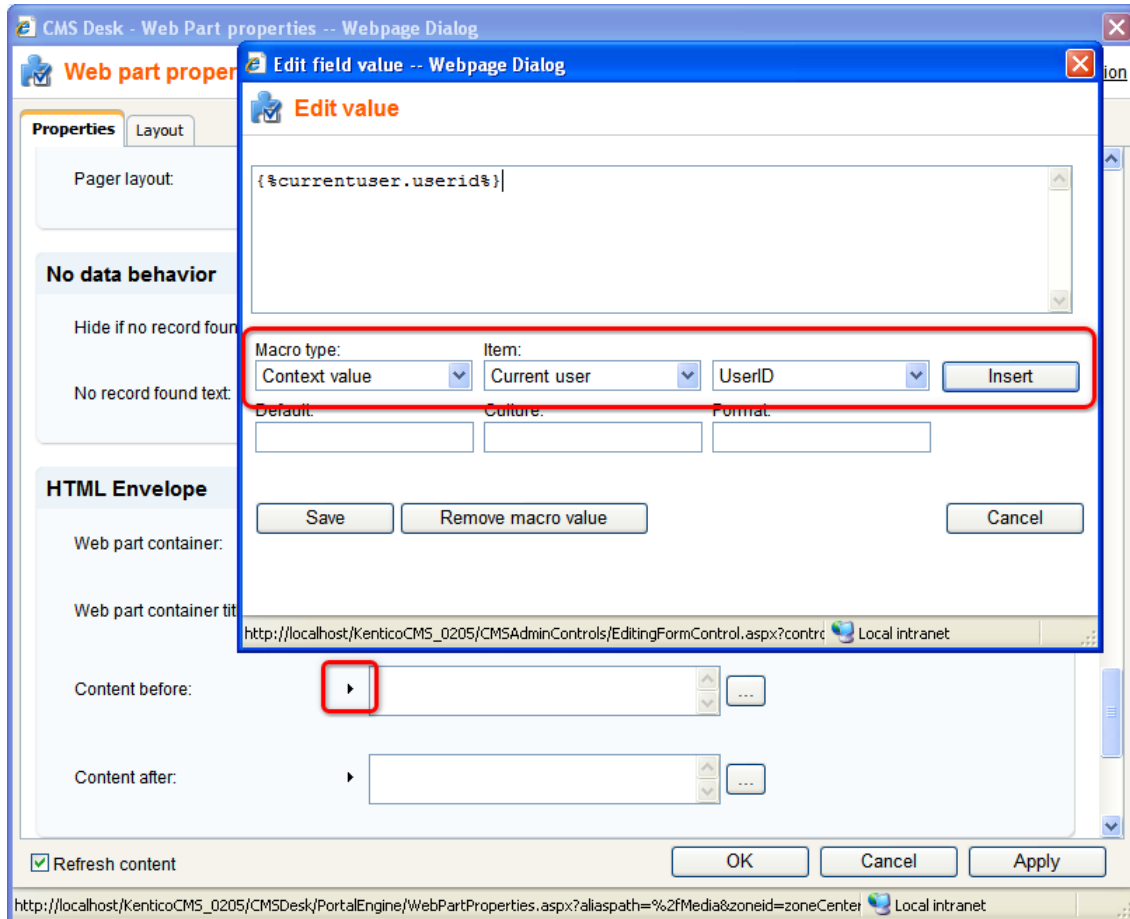 CMS Desk - Web Part properties -- Webpage Dialog
Web part proper
ion
Properties
Layout
Pager layout:
No data behavior
Hide if no record foun
No record found text:
HTML Envelope
Web part container:
Web part container tit
Content before:
...
Content after:
...
Refresh content
OK
Cancel
Apply
http://localhost/KenticoCMS_0205/CMSDesk/PortalEngine/WebPartProperties.aspx?aliaspath=%2fMedia&zoneid=zoneCenter
Local intranet
Edit field value -- Webpage Dialog
Edit value
{%currentuser.userid%}
Macro type:
Item:
Context value
Current user
UserID
Insert
Default:
Culture:
Format:
Save
Remove macro value
Cancel
http://localhost/KenticoCMS_0205/CMSAdminControls/EditingFormControl.aspx?contro
Local intranet